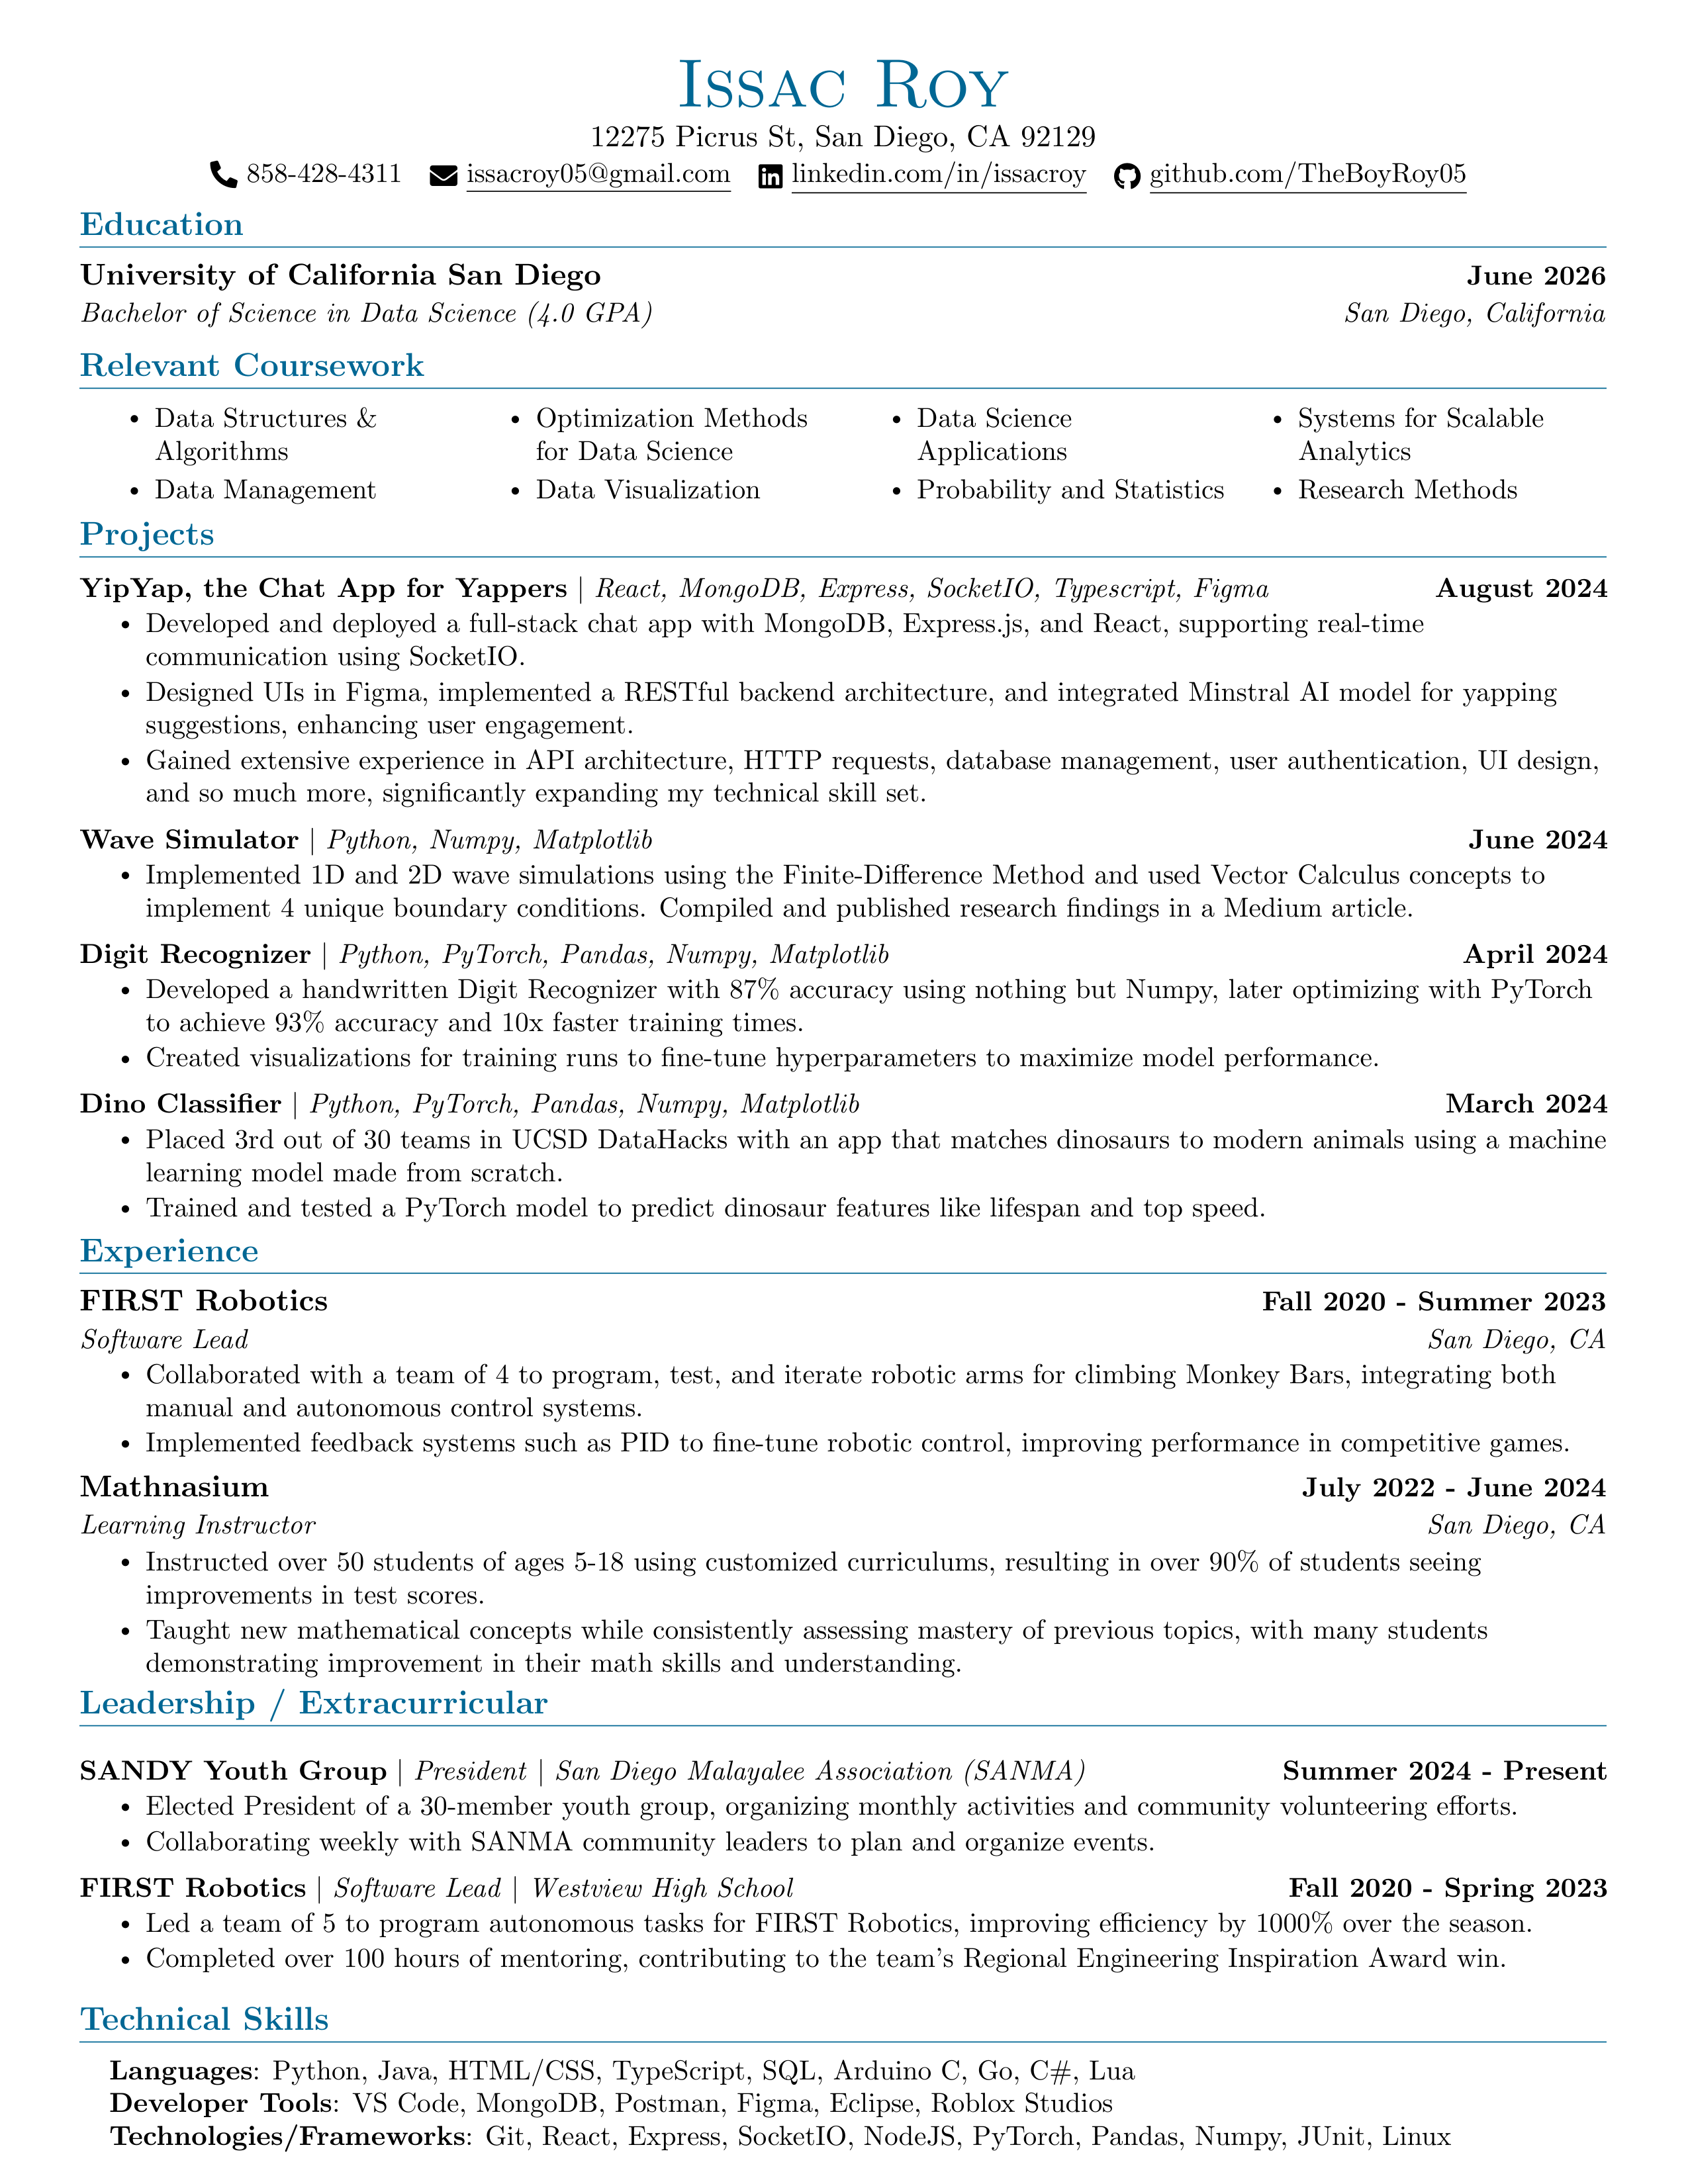 Issac Roy
12275 Picrus St, San Diego, CA 92129
858-428-4311 issacroy05@gmail.com linkedin.com/in/issacroy github.com/TheBoyRoy05
Education
University of California San Diego June 2026
Bachelor of Science in Data Science (4.0 GPA) San Diego, California
Relevant Coursework
• Data Structures & Algorithms
• Data Management
• Optimization Methods for Data Science
• Data Visualization
• Data Science Applications
• Probability and Statistics
• Systems for Scalable Analytics
• Research Methods
Projects
YipYap, the Chat App for Yappers | React, MongoDB, Express, SocketIO, Typescript, Figma August 2024
• Developed and deployed a full-stack chat app with MongoDB, Express.js, and React, supporting real-time
communication using SocketIO.
• Designed UIs in Figma, implemented a RESTful backend architecture, and integrated Minstral AI model for yapping
suggestions, enhancing user engagement.
• Gained extensive experience in API architecture, HTTP requests, database management, user authentication, UI design,
and so much more, significantly expanding my technical skill set.
Wave Simulator | Python, Numpy, Matplotlib June 2024
• Implemented 1D and 2D wave simulations using the Finite-Difference Method and used Vector Calculus concepts to
implement 4 unique boundary conditions. Compiled and published research findings in a Medium article.
Digit Recognizer | Python, PyTorch, Pandas, Numpy, Matplotlib April 2024
• Developed a handwritten Digit Recognizer with 87% accuracy using nothing but Numpy, later optimizing with PyTorch
to achieve 93% accuracy and 10x faster training times.
• Created visualizations for training runs to fine-tune hyperparameters to maximize model performance.
Dino Classifier | Python, PyTorch, Pandas, Numpy, Matplotlib March 2024
• Placed 3rd out of 30 teams in UCSD DataHacks with an app that matches dinosaurs to modern animals using a machine
learning model made from scratch.
• Trained and tested a PyTorch model to predict dinosaur features like lifespan and top speed.
Experience
FIRST Robotics Fall 2020 - Summer 2023
Software Lead San Diego, CA
• Collaborated with a team of 4 to program, test, and iterate robotic arms for climbing Monkey Bars, integrating both
manual and autonomous control systems.
• Implemented feedback systems such as PID to fine-tune robotic control, improving performance in competitive games.
Mathnasium July 2022 - June 2024
Learning Instructor San Diego, CA
• Instructed over 50 students of ages 5-18 using customized curriculums, resulting in over 90% of students seeing
improvements in test scores.
• Taught new mathematical concepts while consistently assessing mastery of previous topics, with many students
demonstrating improvement in their math skills and understanding.
Leadership / Extracurricular
SANDY Youth Group | President | San Diego Malayalee Association (SANMA) Summer 2024 - Present
• Elected President of a 30-member youth group, organizing monthly activities and community volunteering efforts.
• Collaborating weekly with SANMA community leaders to plan and organize events.
FIRST Robotics | Software Lead | Westview High School Fall 2020 - Spring 2023
• Led a team of 5 to program autonomous tasks for FIRST Robotics, improving efficiency by 1000% over the season.
• Completed over 100 hours of mentoring, contributing to the team's Regional Engineering Inspiration Award win.
Technical Skills
Languages: Python, Java, HTML/CSS, TypeScript, SQL, Arduino C, Go, C#, Lua
Developer Tools: VS Code, MongoDB, Postman, Figma, Eclipse, Roblox Studios
Technologies/Frameworks: Git, React, Express, SocketIO, NodeJS, PyTorch, Pandas, Numpy, JUnit, Linux